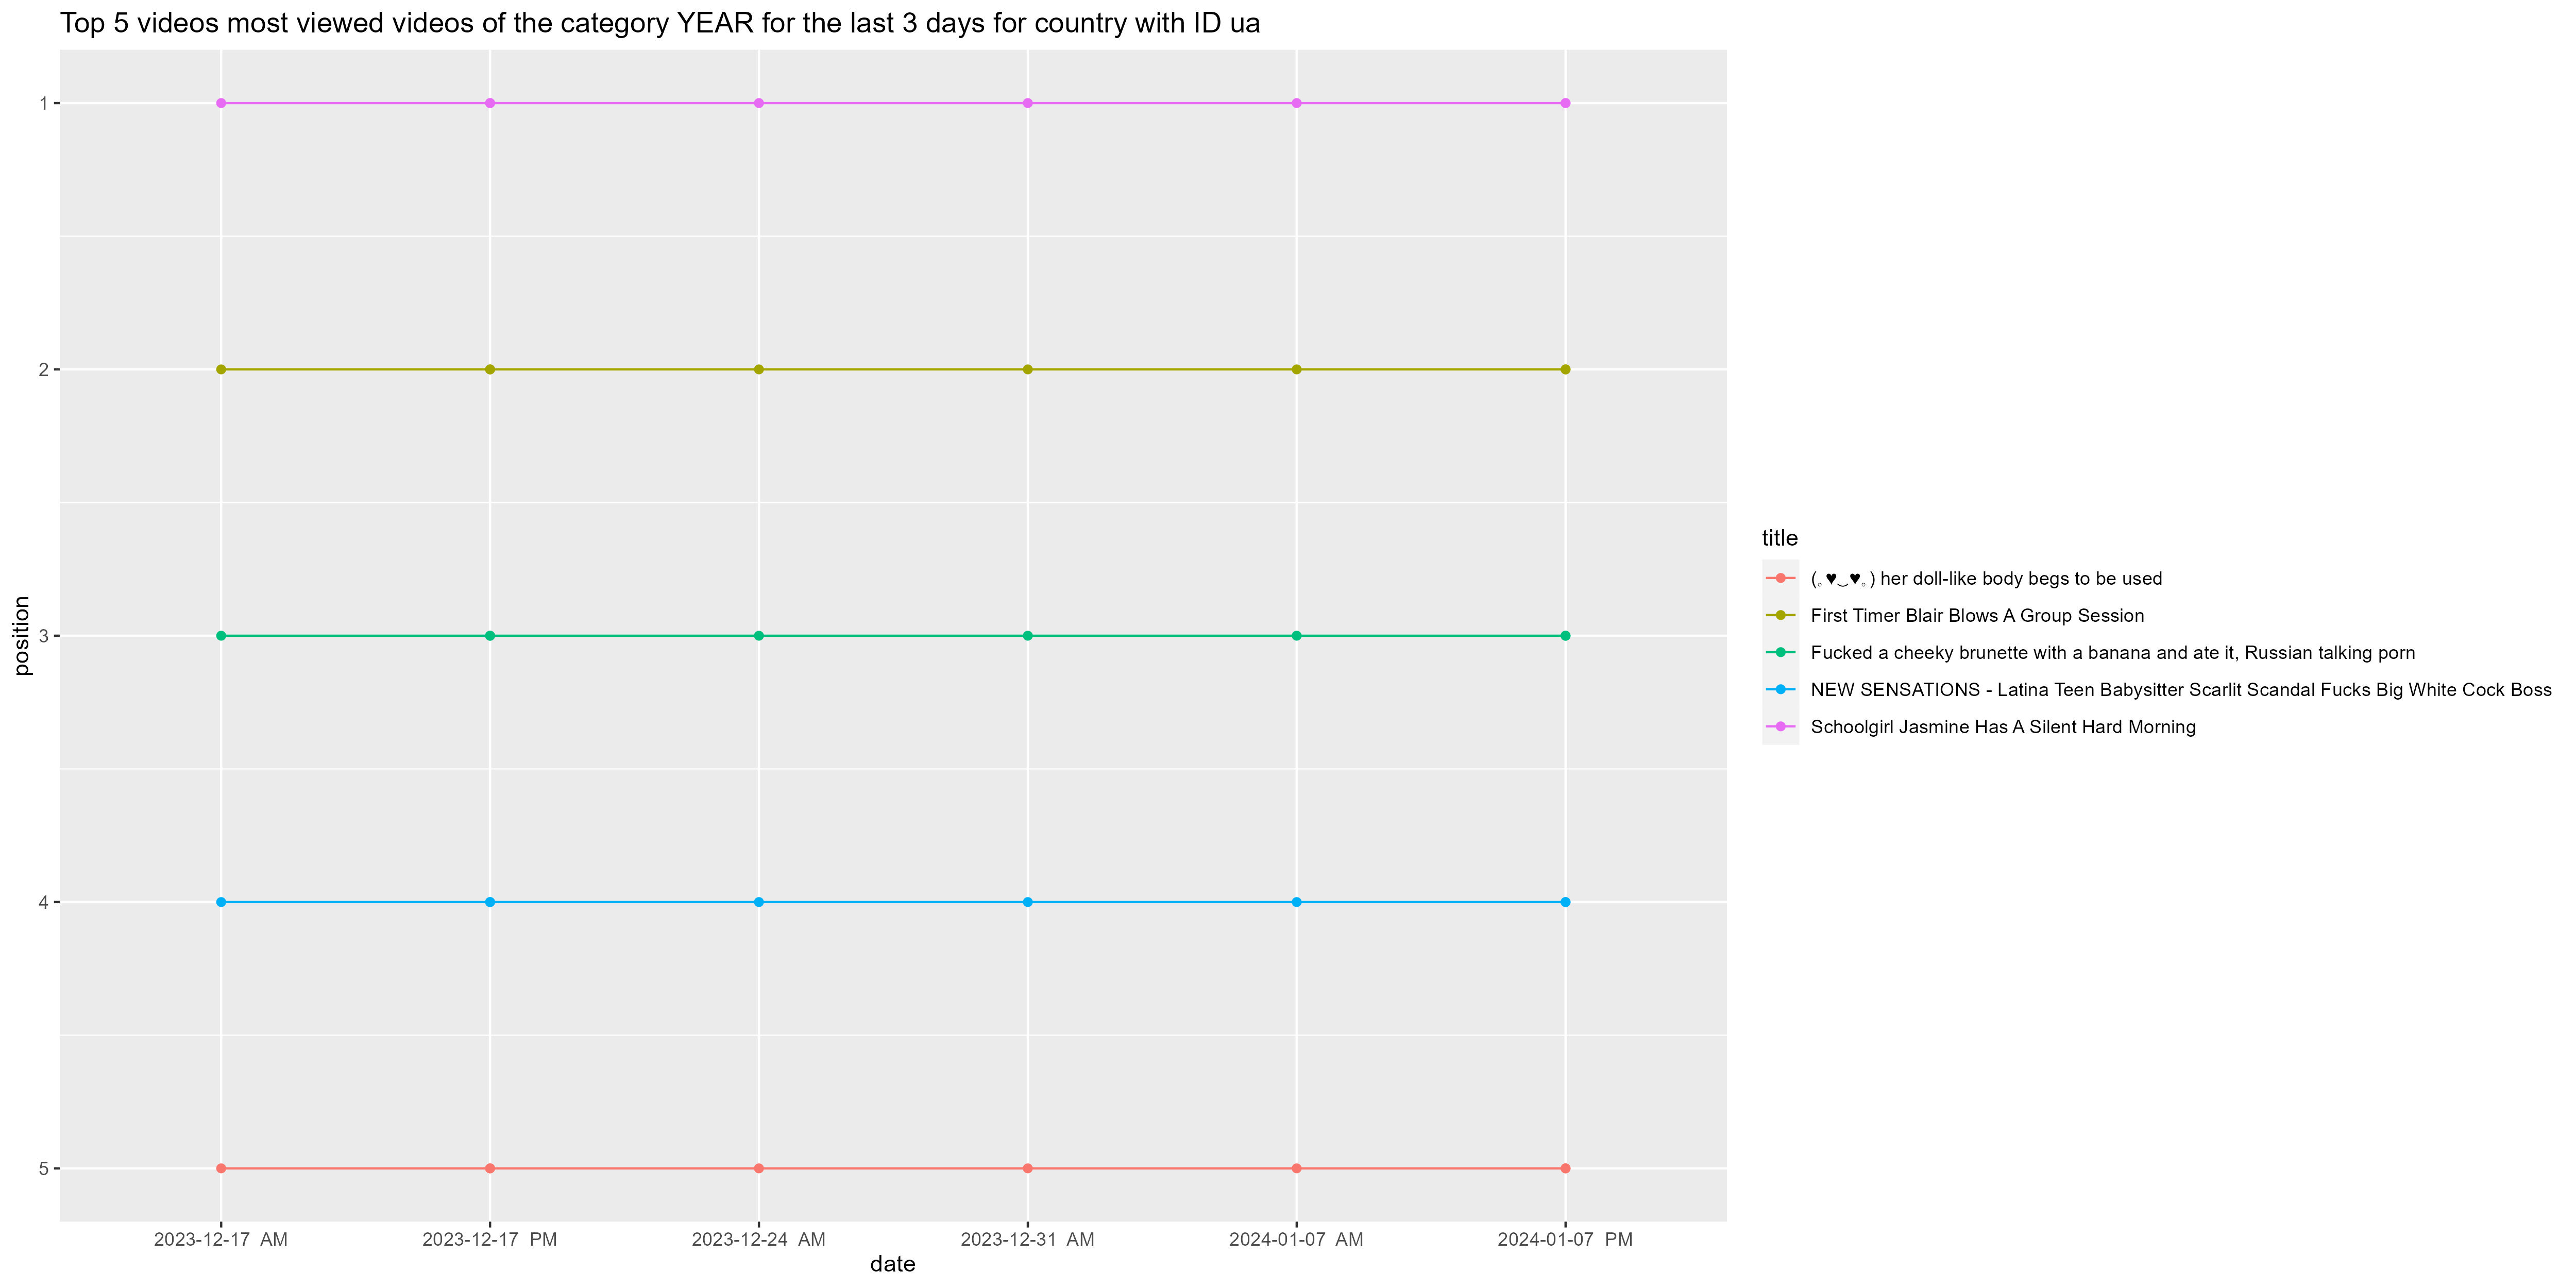 Top 5 videos most viewed videos of the category YEAR for the last 3 days for country with ID ua
1
2
3
4
5
position
2023-12-17 AM
2023-12-17 PM
2023-12-24 AM
2023-12-31 AM
2024-01-07 AM
2024-01-07 PM
date
title
(｡♥‿♥｡) her doll-like body begs to be used
First Timer Blair Blows A Group Session
Fucked a cheeky brunette with a banana and ate it, Russian talking porn
NEW SENSATIONS - Latina Teen Babysitter Scarlit Scandal Fucks Big White Cock Boss
Schoolgirl Jasmine Has A Silent Hard Morning